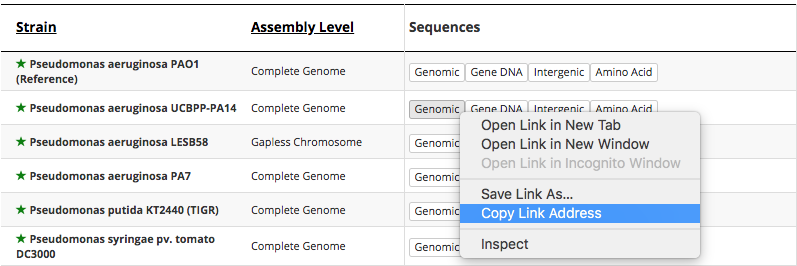 Strain Assembly Level Sequences
★ Pseudomonas aeruginosa PAO1
(Reference)
Complete Genome
Genomic Gene DNA Intergenic Amino Acid
★ Pseudomonas aeruginosa UCBPP-PA14 Complete Genome Genomic Gene DNA Intergenic Amino Acid
★ Pseudomonas aeruginosa LESB58 Gapless Chromosome Genomic
★ Pseudomonas aeruginosa PA7 Complete Genome Genomic
★ Pseudomonas putida KT2440 (TIGR) Complete Genome Genomic
★ Pseudomonas syringae pv. tomato
DC3000
Complete Genome
Genomic
Open Link in New Tab
Open Link in New Window
Open Link in Incognito Window
Save Link As...
Copy Link Address
Inspect